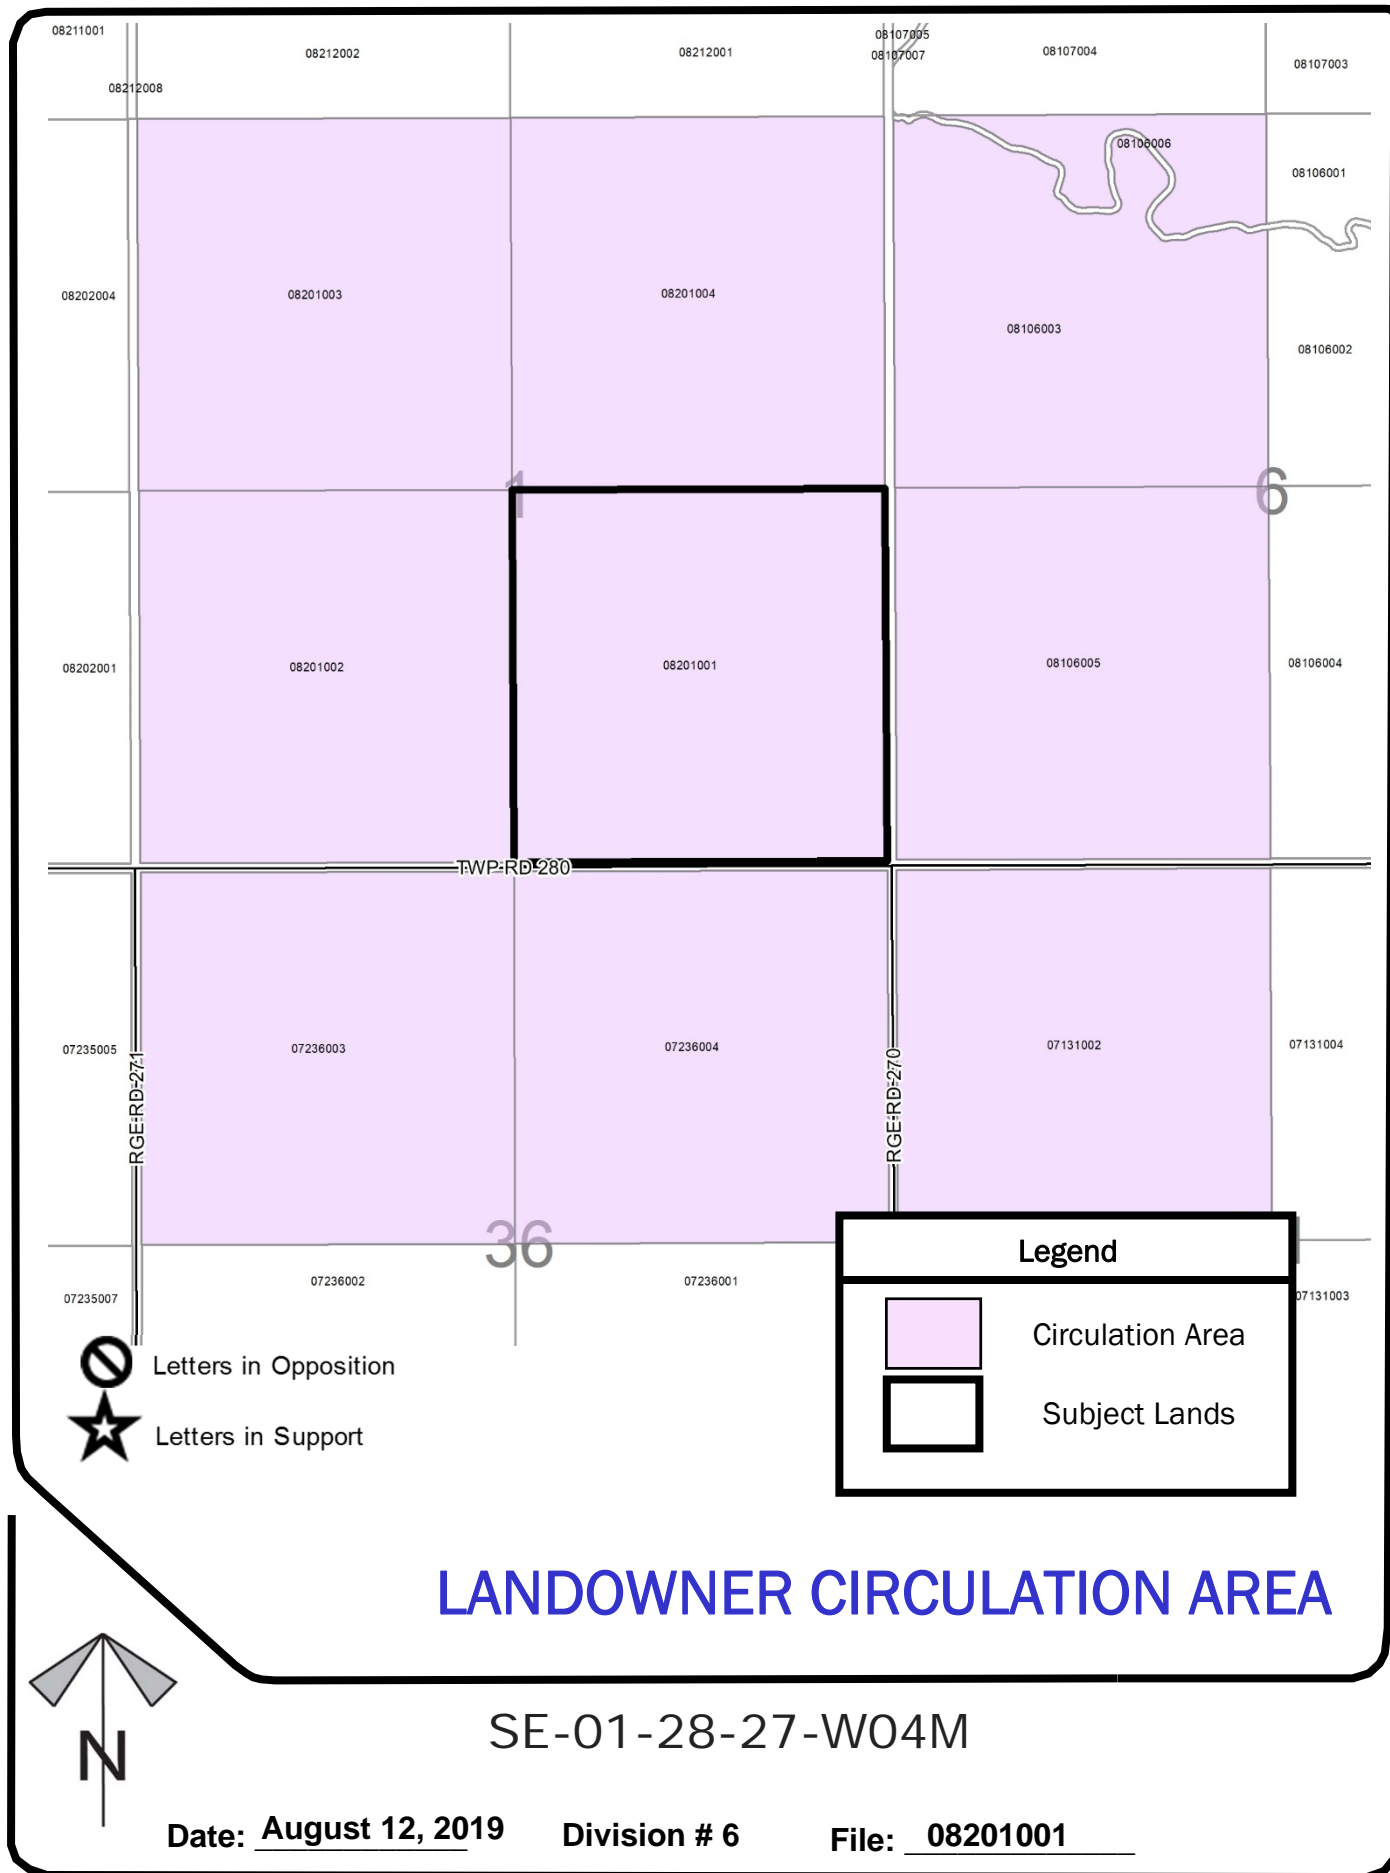 08211001
08212002
08212001
08107005
08107007
08107004
08107003
08212008
08106006
08106001
08202004
08201003
08201004
08106003
08106002
1
6
08202001
08201002
08201001
08106005
08106004
TWP RD 280
07235005
RGE RD 271
07236003
07236004
RGE RD 270
07131002
07131004
36
07235007
07236002
07236001
07131003
Legend
Circulation Area
Subject Lands
Letters in Opposition
Letters in Support
LANDOWNER CIRCULATION AREA
N
SE-01-28-27-W04M
Date: August 12, 2019 Division # 6 File: 08201001